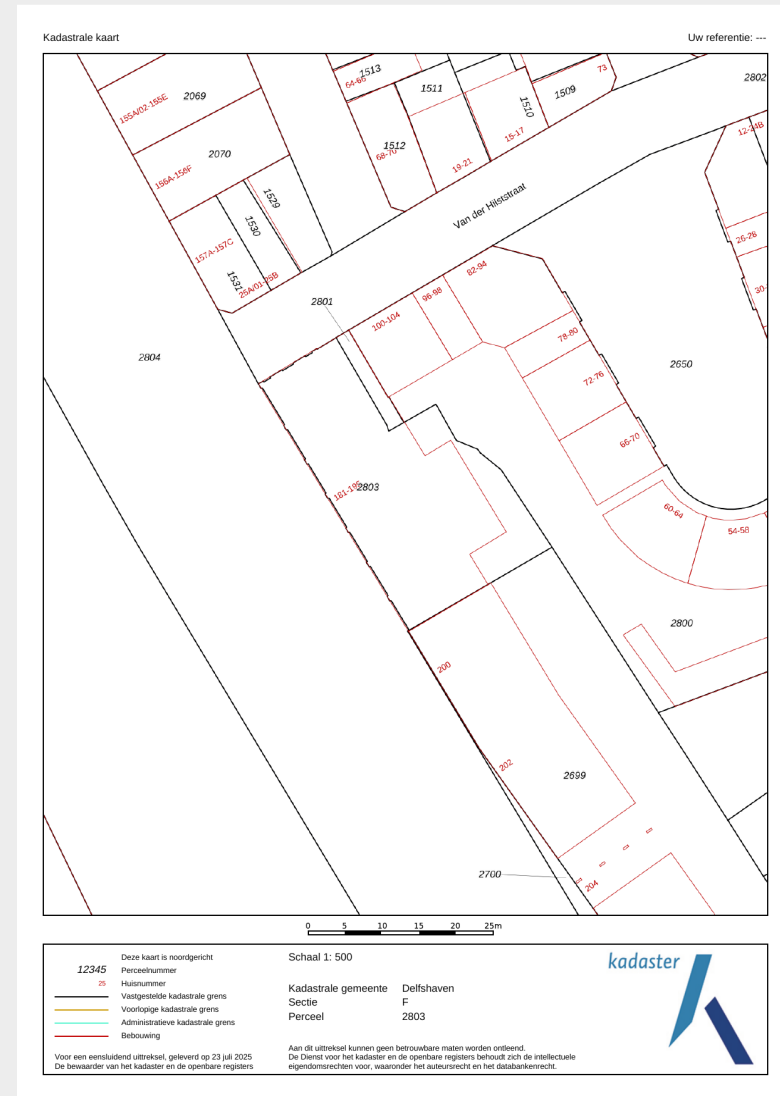 Kadastrale kaart
Uw referentie: ---
1513
64-66
1511
73
2802
2069
155A/02-155E
1510
1509
12-24B
15-17
2070
1512
68-70
19-21
156A-156F
1529
Van der Hilststraat
1530
26-28
157A-157C
82-94
1531
25A/01-25B
96-98
30-
2801
100-104
78-80
2804
2650
72-76
66-70
2803
60-64
54-58
2800
200
202
2699
2700
204
0 5 10 15 20 25m
Deze kaart is noordgericht
12345 Perceelnummer
25 Huisnummer
Vastgestelde kadastrale grens
Voorlopige kadastrale grens
Administratieve kadastrale grens
Bebouwing
Voor een eensluidend uittreksel, geleverd op 23 juli 2025
De bewaarder van het kadaster en de openbare registers
Schaal 1: 500
Kadastrale gemeente Delfshaven
Sectie F
Perceel 2803
Aan dit uittreksel kunnen geen betrouwbare maten worden ontleend.
De Dienst voor het kadaster en de openbare registers behoudt zich de intellectuele
eigendomsrechten voor, waaronder het auteursrecht en het databankenrecht.
kadaster